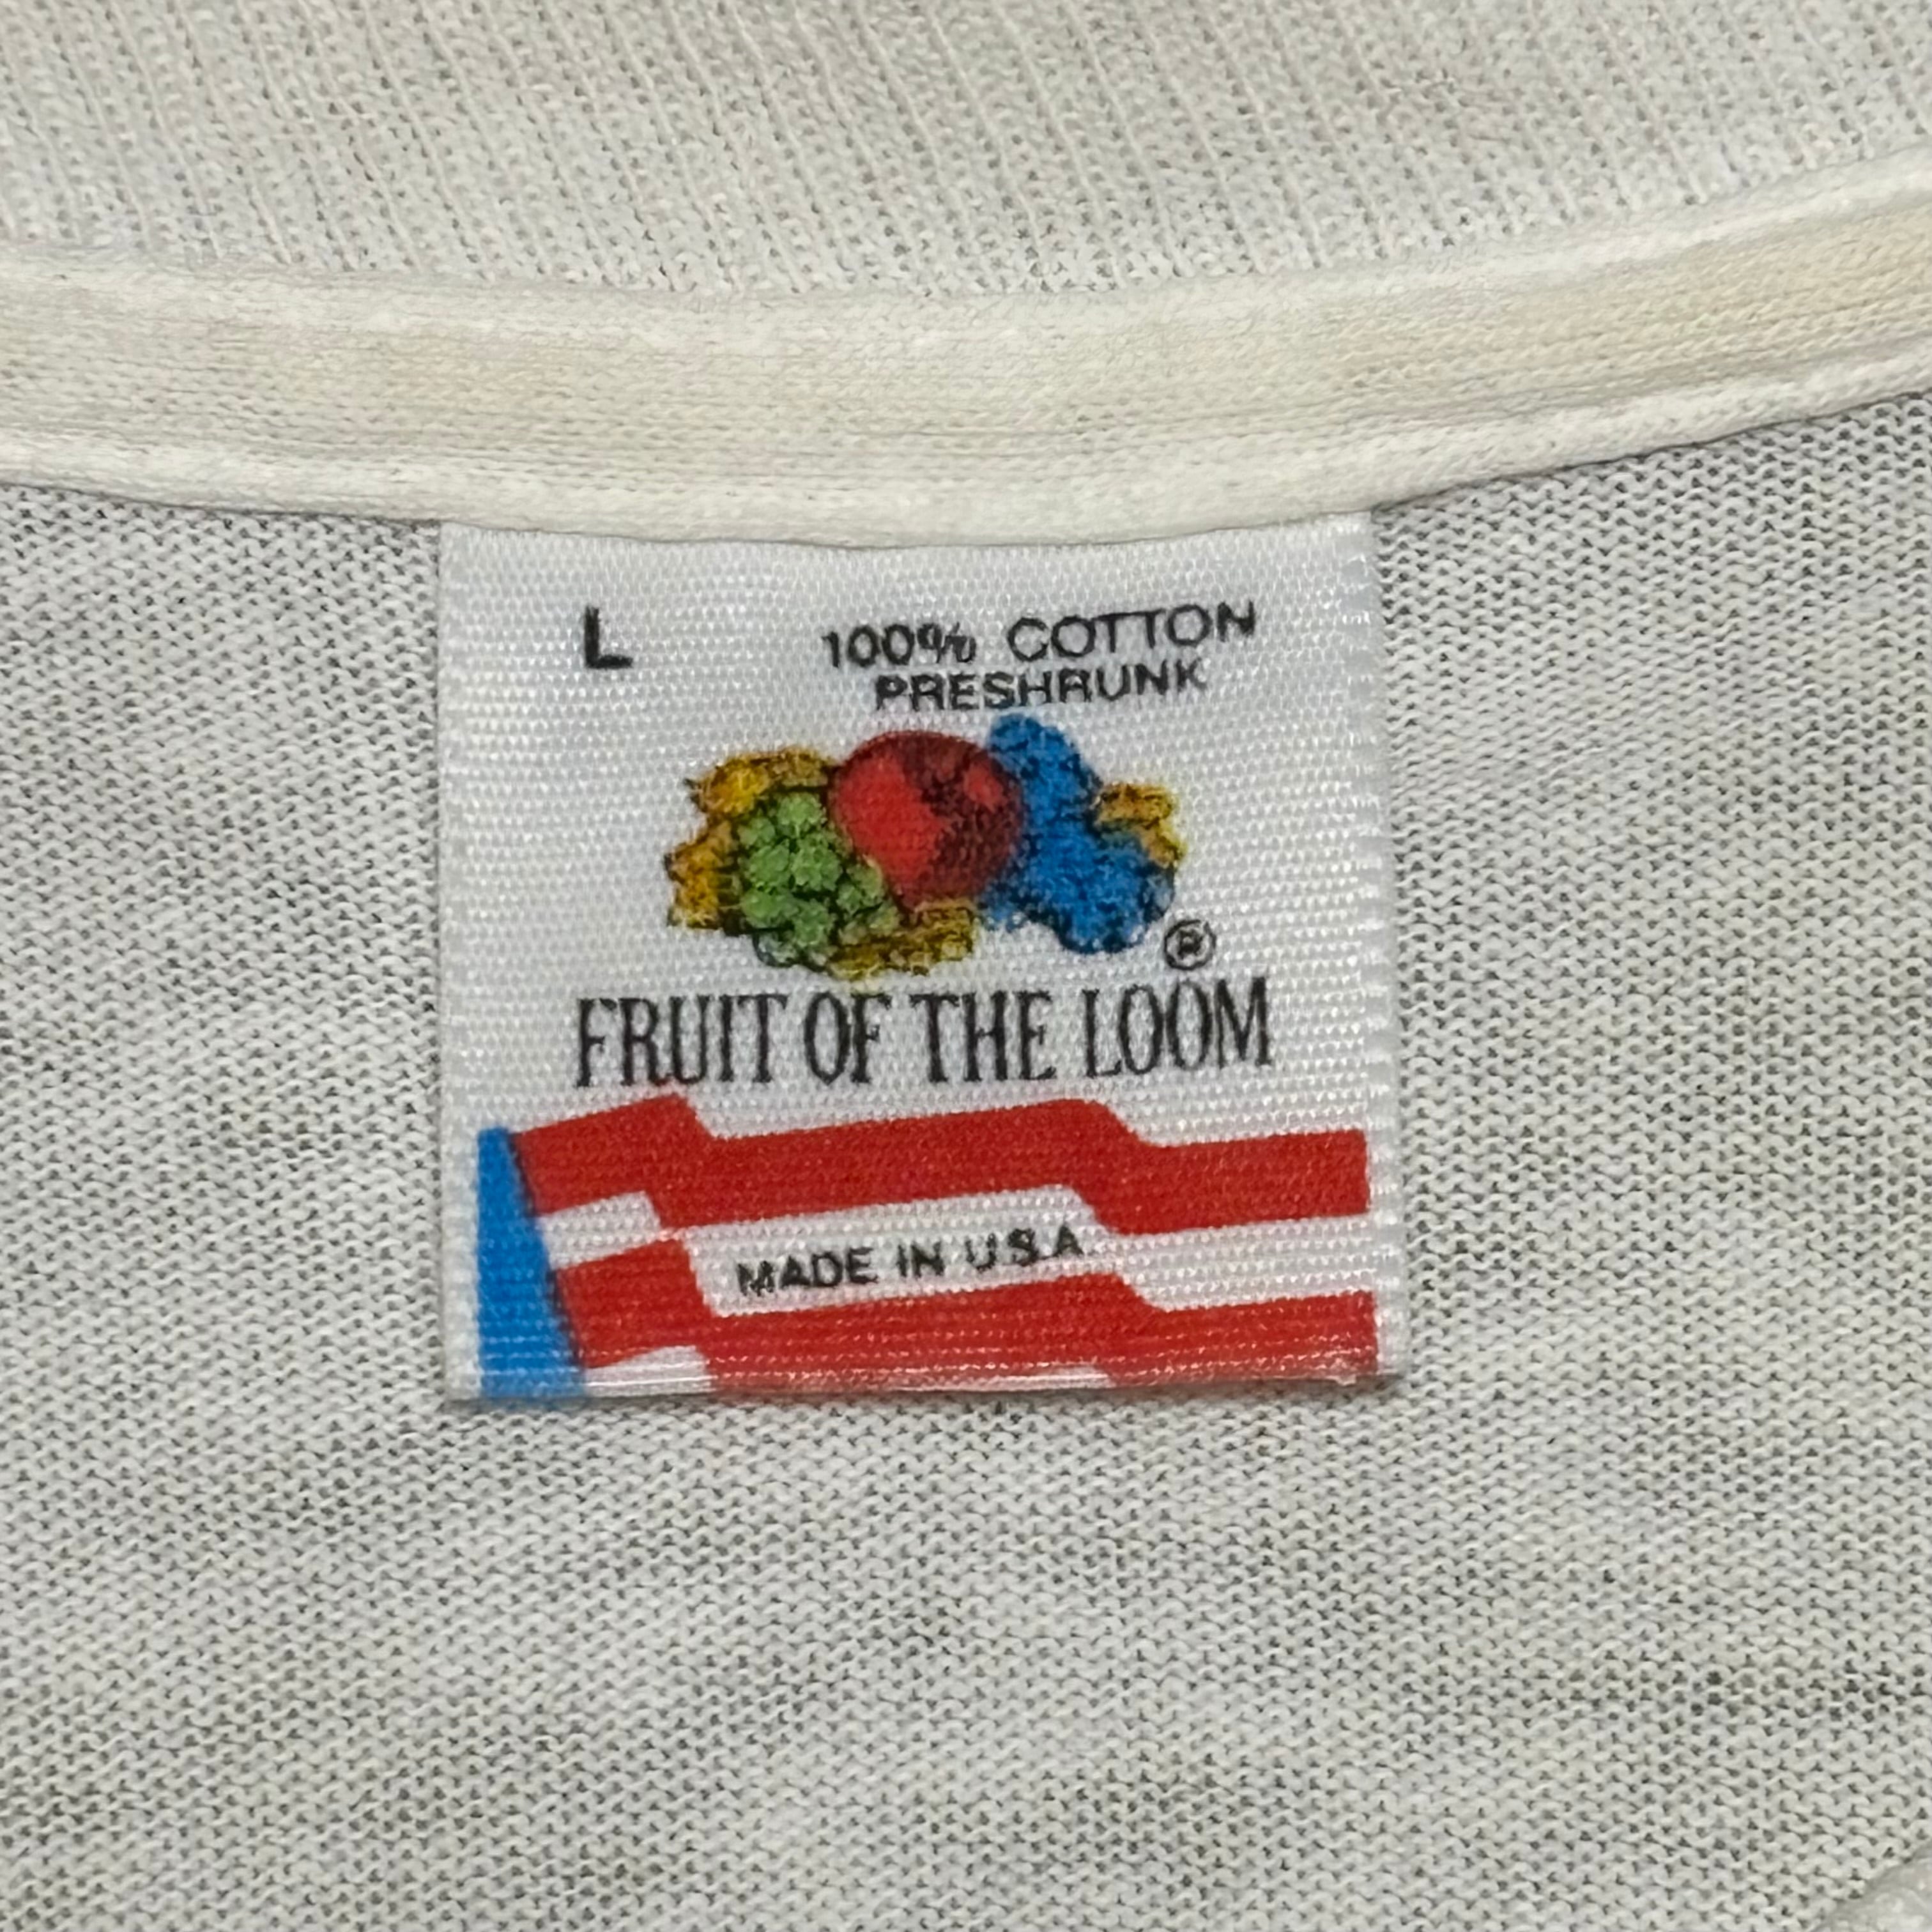 L
100% COTTON
PRESHRUNK
®
FRUIT OF THE LOOM
MADE IN U.S.A.